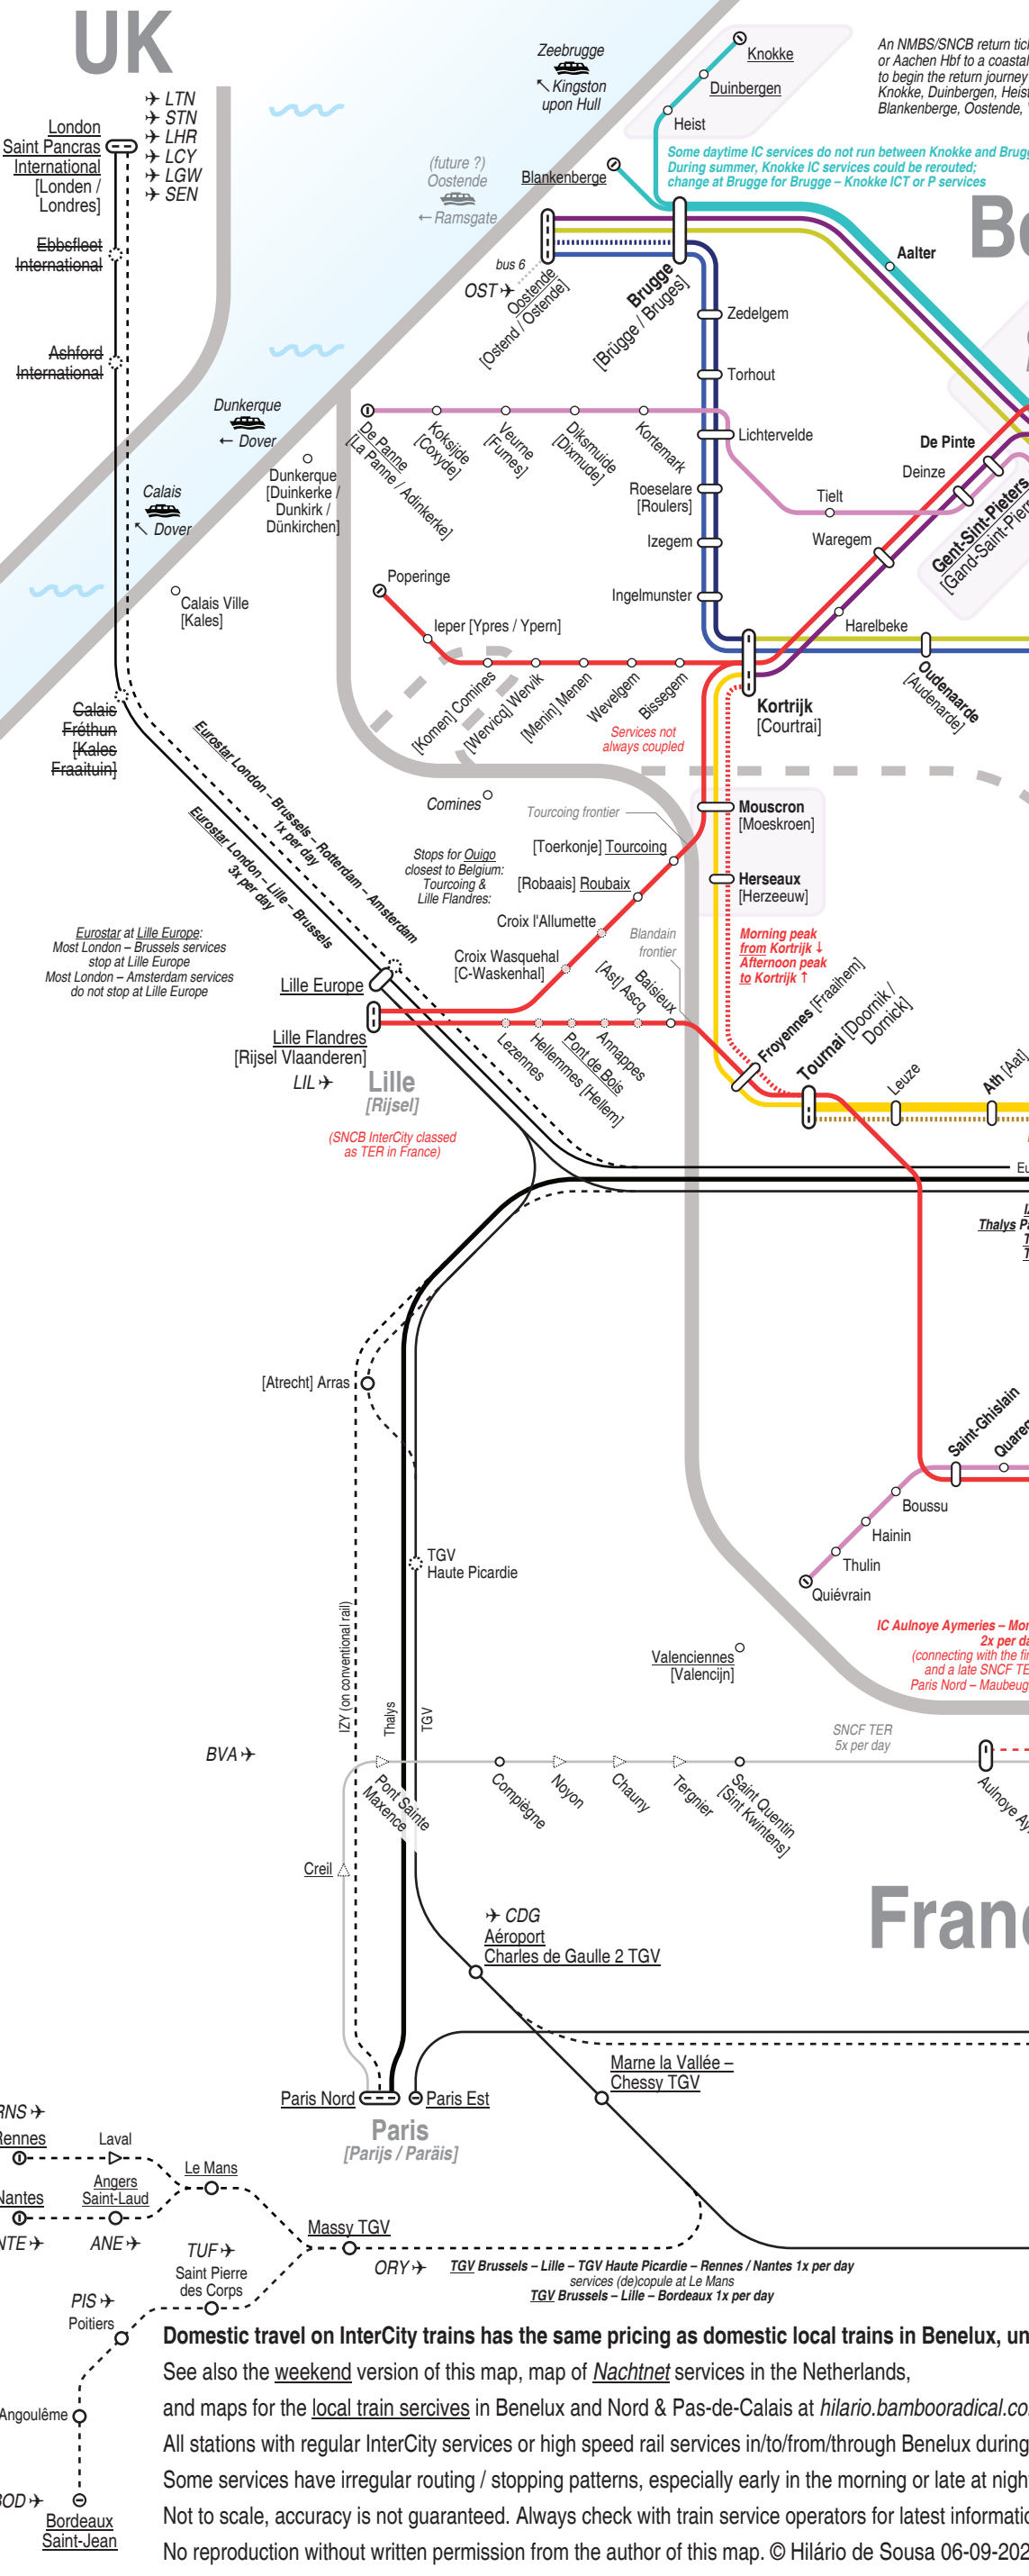 UK
✈ LTN
✈ STN
✈ LHR
✈ LCY
✈ LGW
✈ SEN
London
Saint Pancras
International
[Londen /
Londres]
Ebbsfleet
International
Ashford
International
Zeebrugge
↖ Kingston
upon Hull
(future ?)
Oostende
← Ramsgate
Knokke
Duinbergen
Heist
Blankenberge
An NMBS/SNCB return tic
or Aachen Hbf to a coastal
to begin the return journey
Knokke, Duinbergen, Heist
Blankenberge, Oostende,
Some daytime IC services do not run between Knokke and Brugg
During summer, Knokke IC services could be rerouted;
change at Brugge for Brugge – Knokke ICT or P services
Be
Aalter
bus 6
OST ✈
Oostende
[Ostend / Ostende]
Brugge
[Brügge / Bruges]
Zedelgem
Torhout
Lichtervelde
Dunkerque
← Dover
Calais
↖ Dover
Dunkerque
[Duinkerke /
Dunkirk /
Dünkirchen]
De Panne
[La Panne / Adinkerke]
Koksijde
[Coxyde]
Veurne
[Furnes]
Diksmuide
[Dixmude]
Kortemark
Roeselare
[Roulers]
Izegem
Ingelmunster
Tielt
Waregem
Harelbeke
De Pinte
Deinze
Gent-Sint-Pieters
[Gand-Saint-Pierr
Calais Ville
[Kales]
Poperinge
Ieper [Ypres / Ypern]
[Komen] Comines
[Wervicq] Wervik
[Menin] Menen
Wevelgem
Bissegem
Services not
always coupled
Kortrijk
[Courtrai]
Oudenaarde
[Audenarde]
Calais
Fréthun
[Kales
Fraaituin]
Eurostar London – Brussels – Rotterdam – Amsterdam
1x per day
Eurostar London – Lille – Brussels
3x per day
Comines
Tourcoing frontier
Mouscron
[Moeskroen]
[Toerkonje] Tourcoing
Stops for Ouigo
closest to Belgium:
Tourcoing &
Lille Flandres:
[Robaais] Roubaix
Herseaux
[Herzeeuw]
Croix l'Allumette
Blandain
frontier
Croix Wasquehal
[C-Waskenhal]
Morning peak
from Kortrijk ↓
Afternoon peak
to Kortrijk ↑
Eurostar at Lille Europe:
Most London – Brussels services
stop at Lille Europe
Most London – Amsterdam services
do not stop at Lille Europe
Lille Europe
Lille Flandres
[Rijsel Vlaanderen]
LIL ✈
Lille
[Rijsel]
(SNCB InterCity classed
as TER in France)
[Ast] Ascq
Baisieux
Lezennes
Hellemmes [Hellem]
Pont de Bois
Annappes
Froyennes [Fraaihem]
Tournai [Doornik /
Dornick]
Leuze
Ath [Aat]
Eu
IZ
Thalys Pa
T
T
[Atrecht] Arras
Saint-Ghislain
Quareg
Boussu
Hainin
Thulin
Quiévrain
TGV
Haute Picardie
IZY (on conventional rail)
Thalys
TGV
IC Aulnoye Aymeries – Mon
2x per da
(connecting with the fir
and a late SNCF TE
Paris Nord – Maubeug
Valenciennes
[Valencijn]
SNCF TER
5x per day
BVA ✈
Pont Sainte
Maxence
Compiègne
Noyon
Chauny
Tergnier
Saint Quentin
[Sint Kwintens]
Aulnoye Ay
Creil
Franc
✈ CDG
Aéroport
Charles de Gaulle 2 TGV
Marne la Vallée –
Chessy TGV
Paris Nord
Paris Est
Paris
[Parijs / Paräis]
RNS ✈
Rennes
Laval
Le Mans
Nantes
Angers
Saint-Laud
NTE ✈
ANE ✈
Massy TGV
ORY ✈
TUF ✈
Saint Pierre
des Corps
TGV Brussels – Lille – TGV Haute Picardie – Rennes / Nantes 1x per day
services (de)copule at Le Mans
TGV Brussels – Lille – Bordeaux 1x per day
PIS ✈
Poitiers
Angoulême
BOD ✈
Bordeaux
Saint-Jean
Domestic travel on InterCity trains has the same pricing as domestic local trains in Benelux, un
See also the weekend version of this map, map of Nachtnet services in the Netherlands,
and maps for the local train sercives in Benelux and Nord & Pas-de-Calais at hilario.bambooradical.co
All stations with regular InterCity services or high speed rail services in/to/from/through Benelux during
Some services have irregular routing / stopping patterns, especially early in the morning or late at night
Not to scale, accuracy is not guaranteed. Always check with train service operators for latest informatio
No reproduction without written permission from the author of this map. © Hilário de Sousa 06-09-202